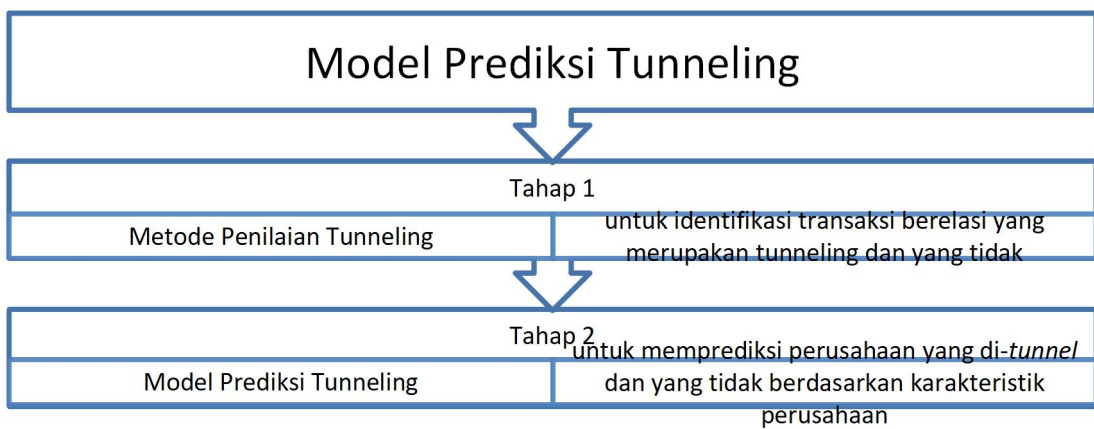 Model Prediksi Tunneling
Tahap 1
Metode Penilaian Tunneling
untuk identifikasi transaksi berelasi yang
merupakan tunneling dan yang tidak
Tahap 2
Model Prediksi Tunneling
untuk memprediksi perusahaan yang di-tunnel
dan yang tidak berdasarkan karakteristik
perusahaan